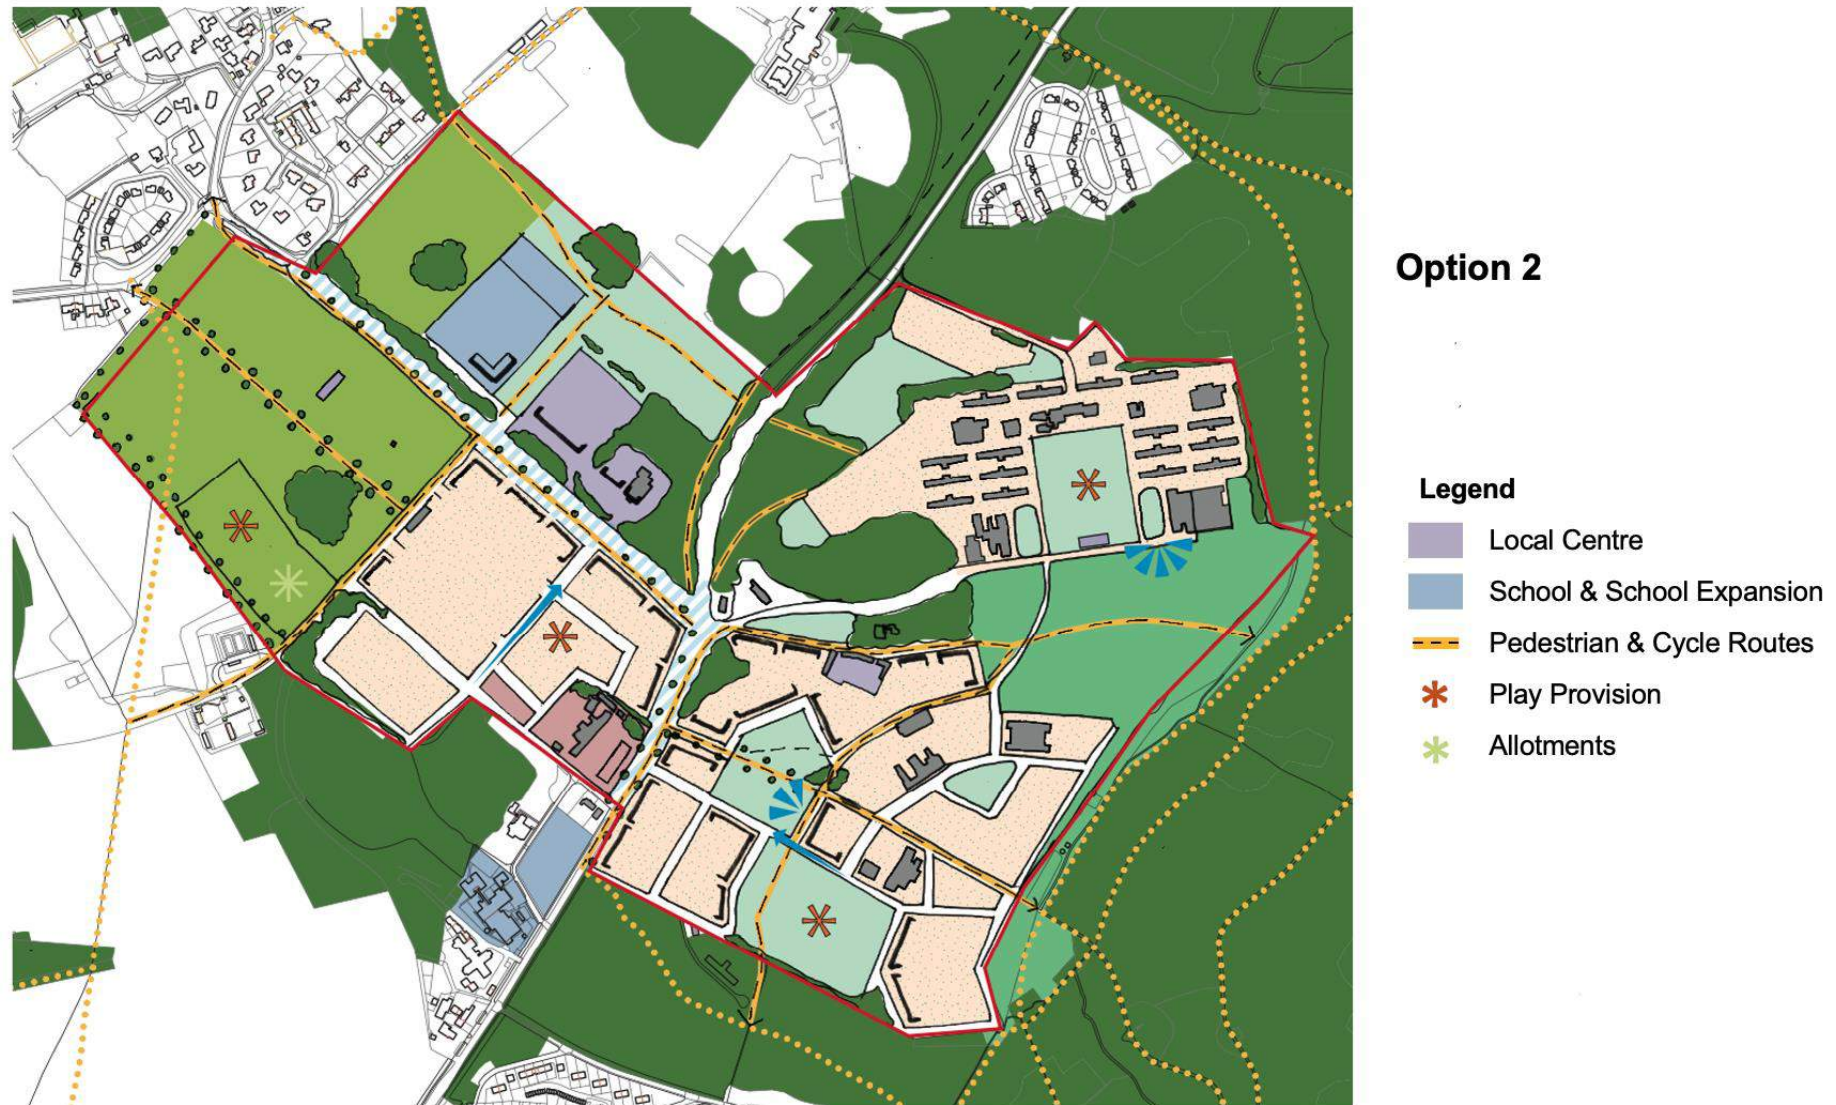 Option 2
Legend
Local Centre
School & School Expansion
Pedestrian & Cycle Routes
Play Provision
Allotments